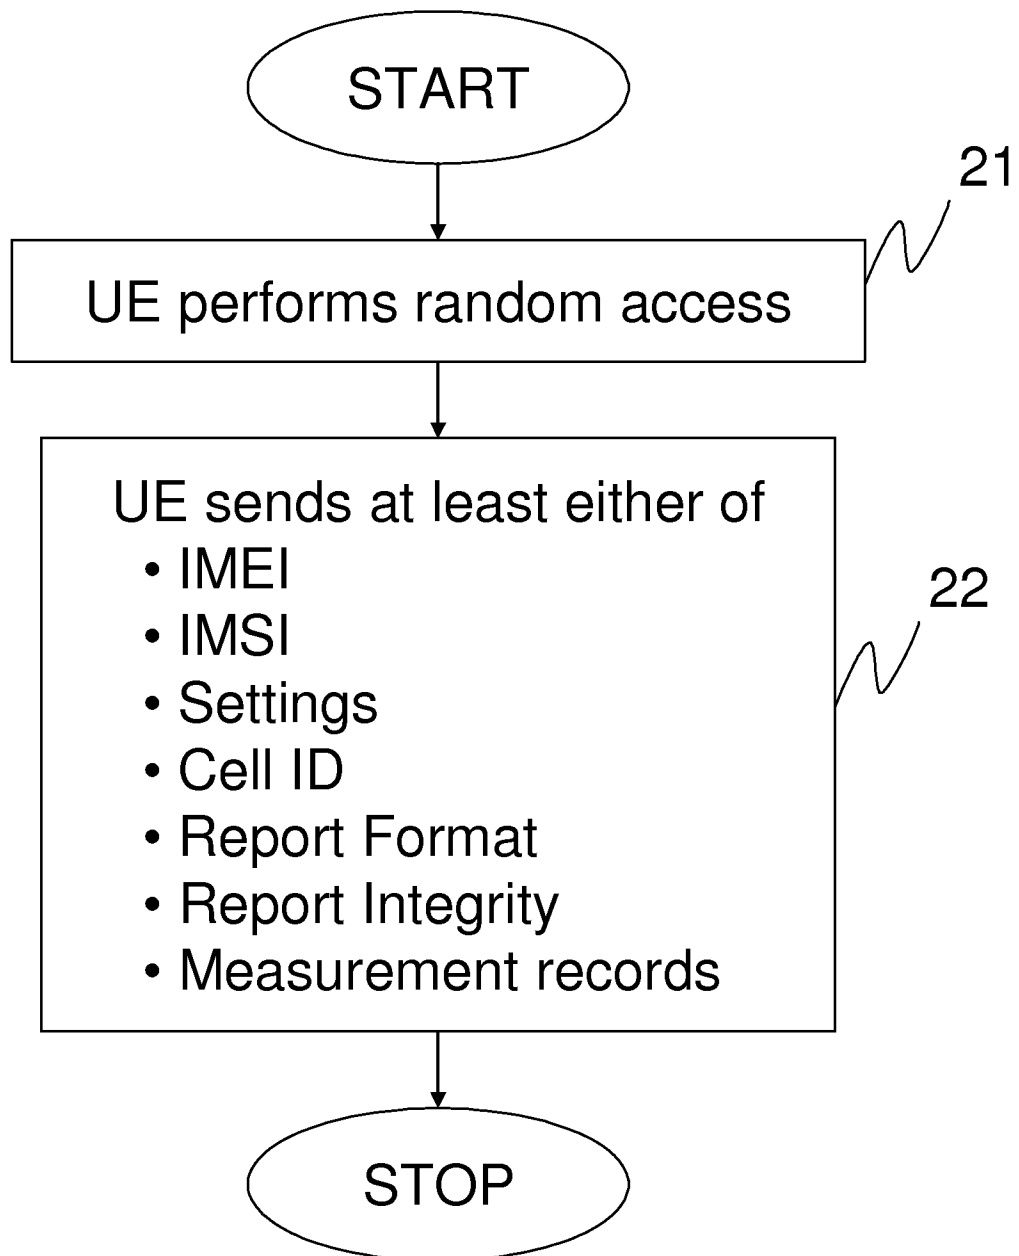 START
21
UE performs random access
UE sends at least either of
• IMEI
• IMSI
22
• Settings
• Cell ID
• Report Format
• Report Integrity
• Measurement records
STOP